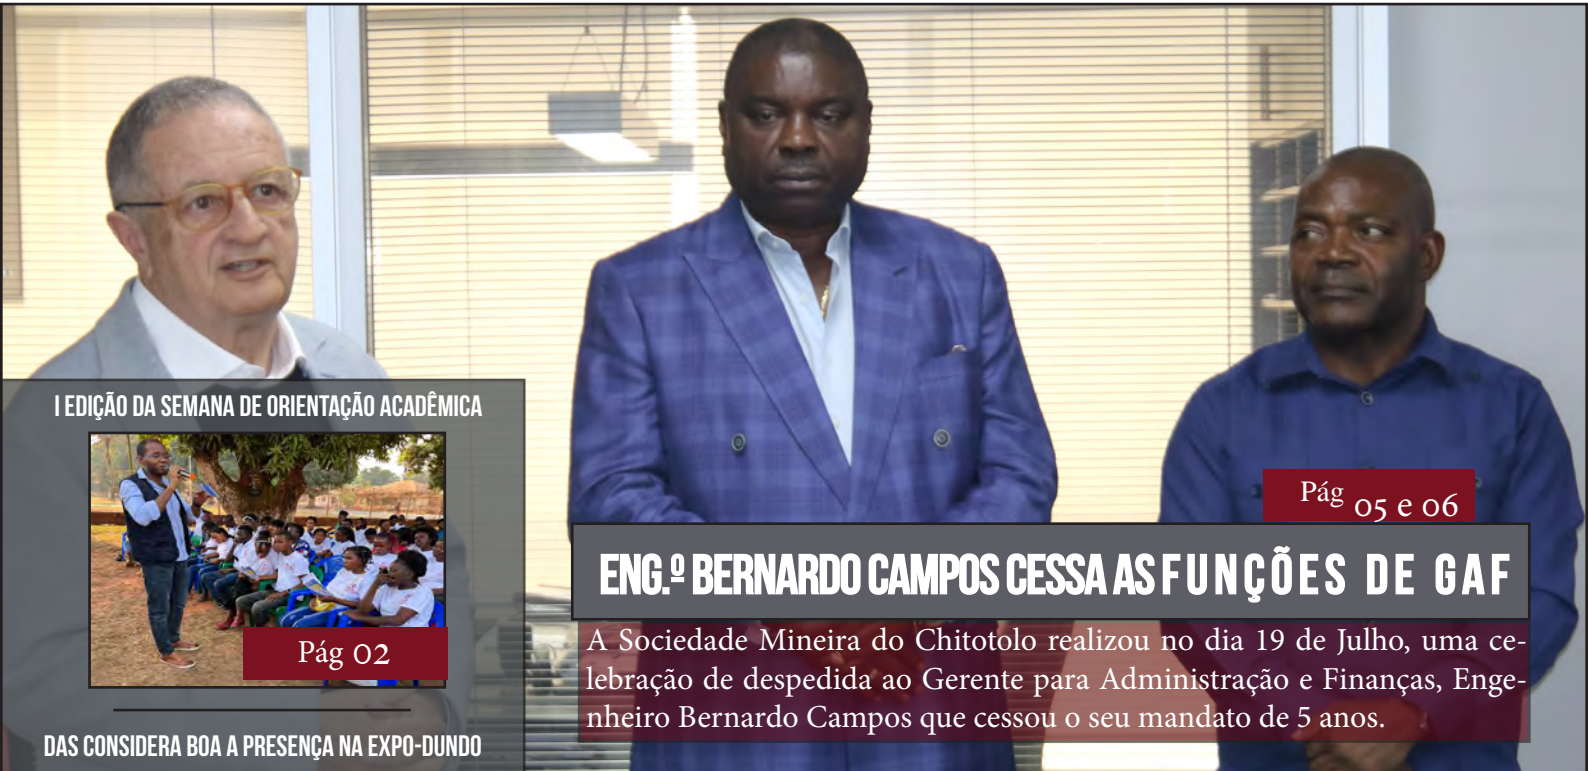 I EDIÇÃO DA SEMANA DE ORIENTAÇÃO ACADÊMICA
Pág 02
DAS CONSIDERA BOA A PRESENÇA NA EXPO-DUNDO
Pág 05 e 06
ENG.º BERNARDO CAMPOS CESSA AS FUNÇÕES DE GAF
A Sociedade Mineira do Chitotolo realizou no dia 19 de Julho, uma ce-
lebração de despedida ao Gerente para Administração e Finanças, Enge-
nheiro Bernardo Campos que cessou o seu mandato de 5 anos.